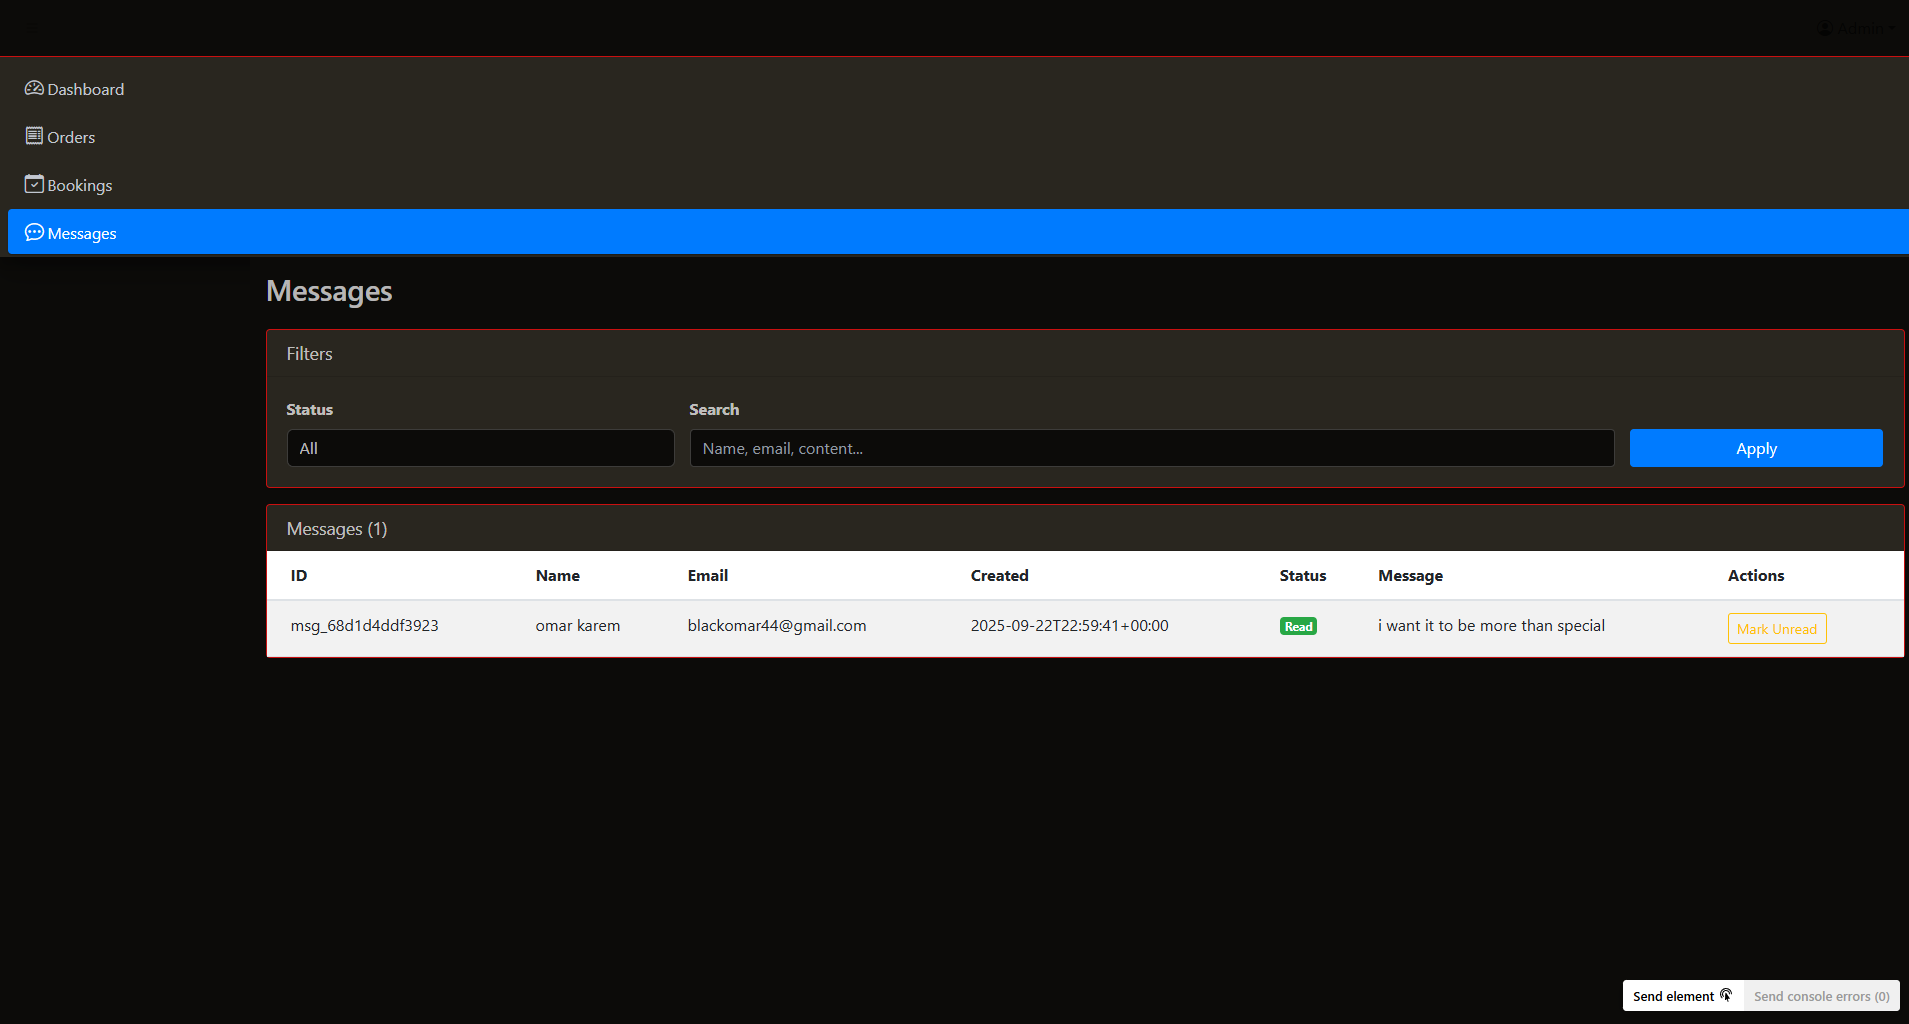 Admin
Dashboard
Orders
Bookings
Messages
Messages
Filters
Status Search
All Name, email, content... Apply
Messages (1)
ID Name Email Created Status Message Actions
msg_68d1d4ddf3923 omar karem blackomar44@gmail.com 2025-09-22T22:59:41+00:00 Read i want it to be more than special Mark Unread
Send element Send console errors (0)